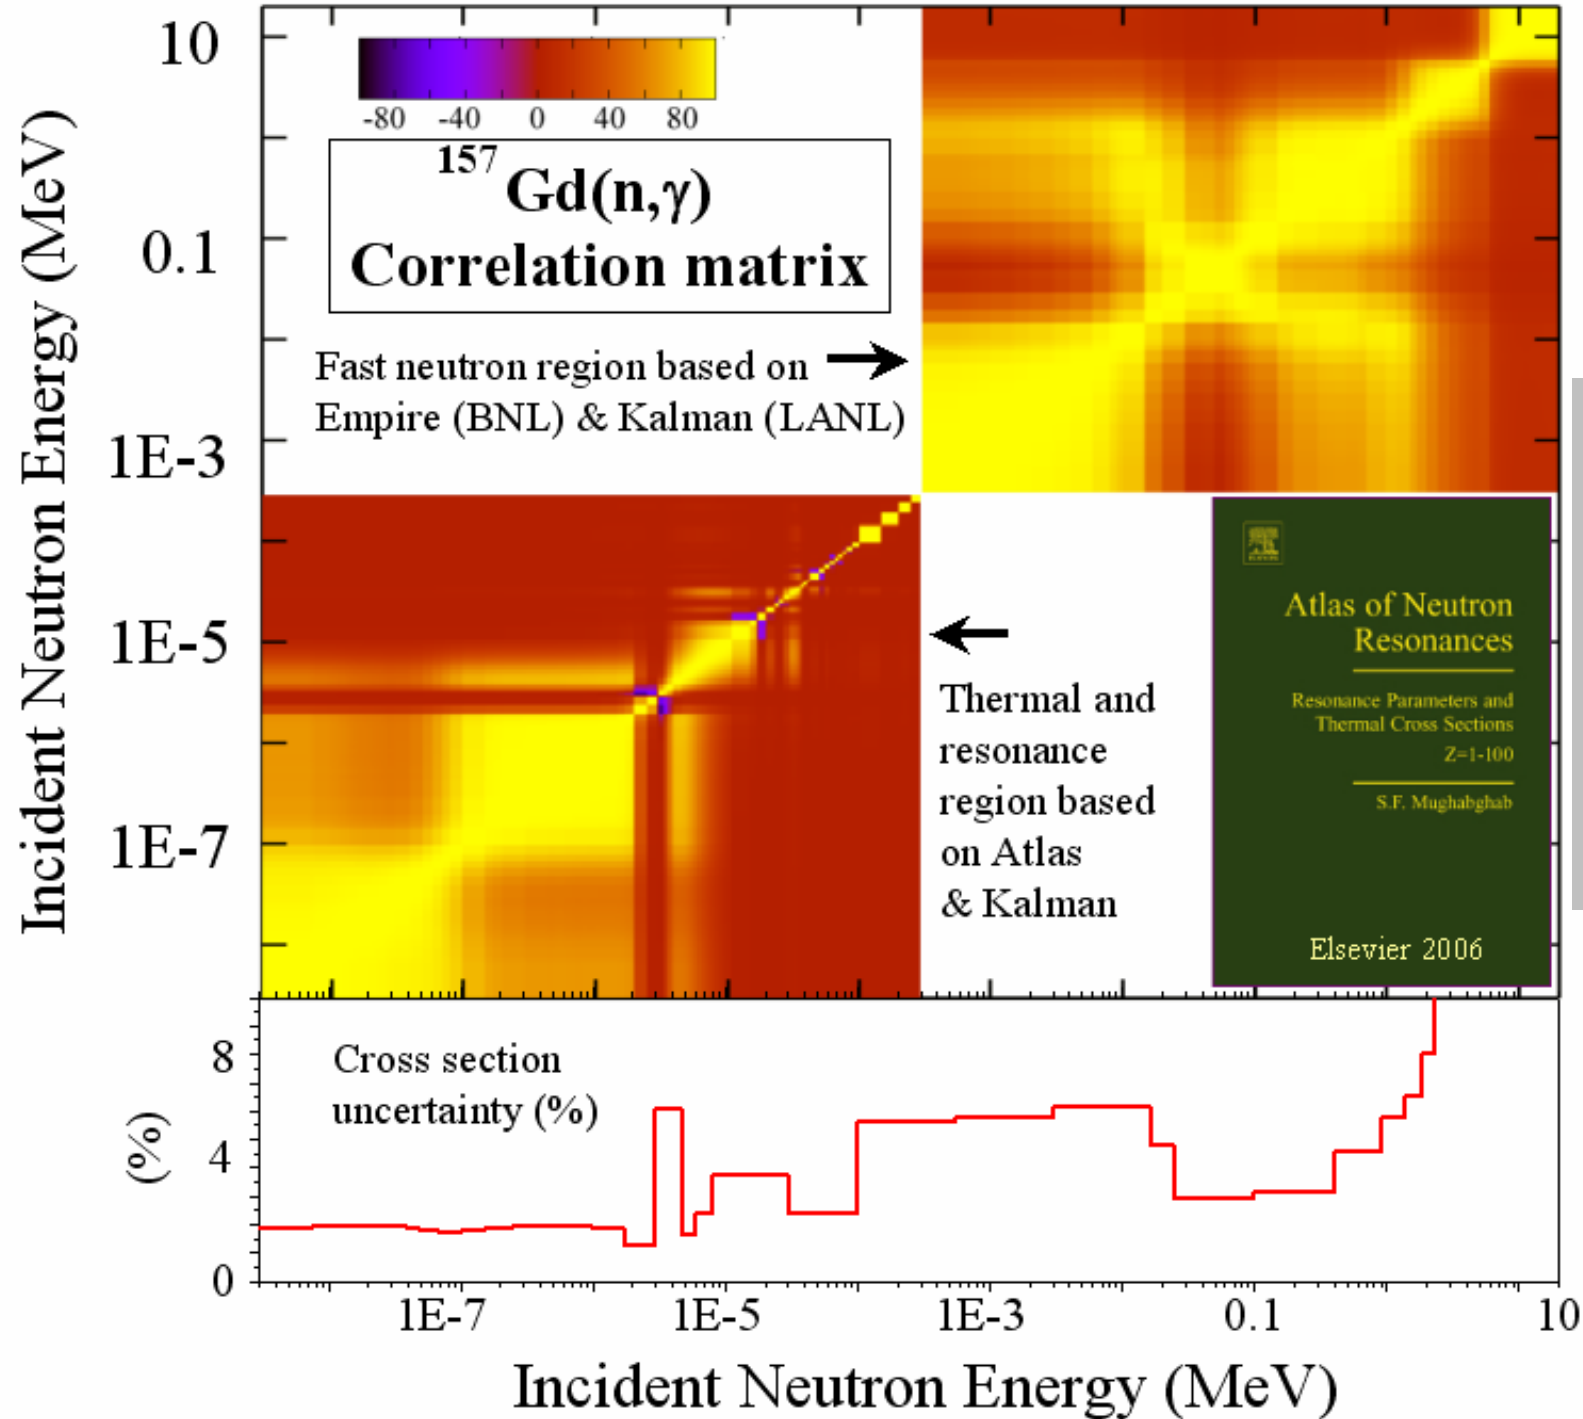 10
0.1
1E-3
1E-5
1E-7
Incident Neutron Energy (MeV)
-80 -40 0 40 80
157Gd(n,γ)
Correlation matrix
Fast neutron region based on
Empire (BNL) & Kalman (LANL)
Thermal and
resonance
region based
on Atlas
& Kalman
Atlas of Neutron
Resonances
Resonance Parameters and
Thermal Cross Sections
Z=1-100
S.F. Mughabghab
Elsevier 2006
Cross section
uncertainty (%)
(%)
8
4
0
1E-7 1E-5 1E-3 0.1 10
Incident Neutron Energy (MeV)